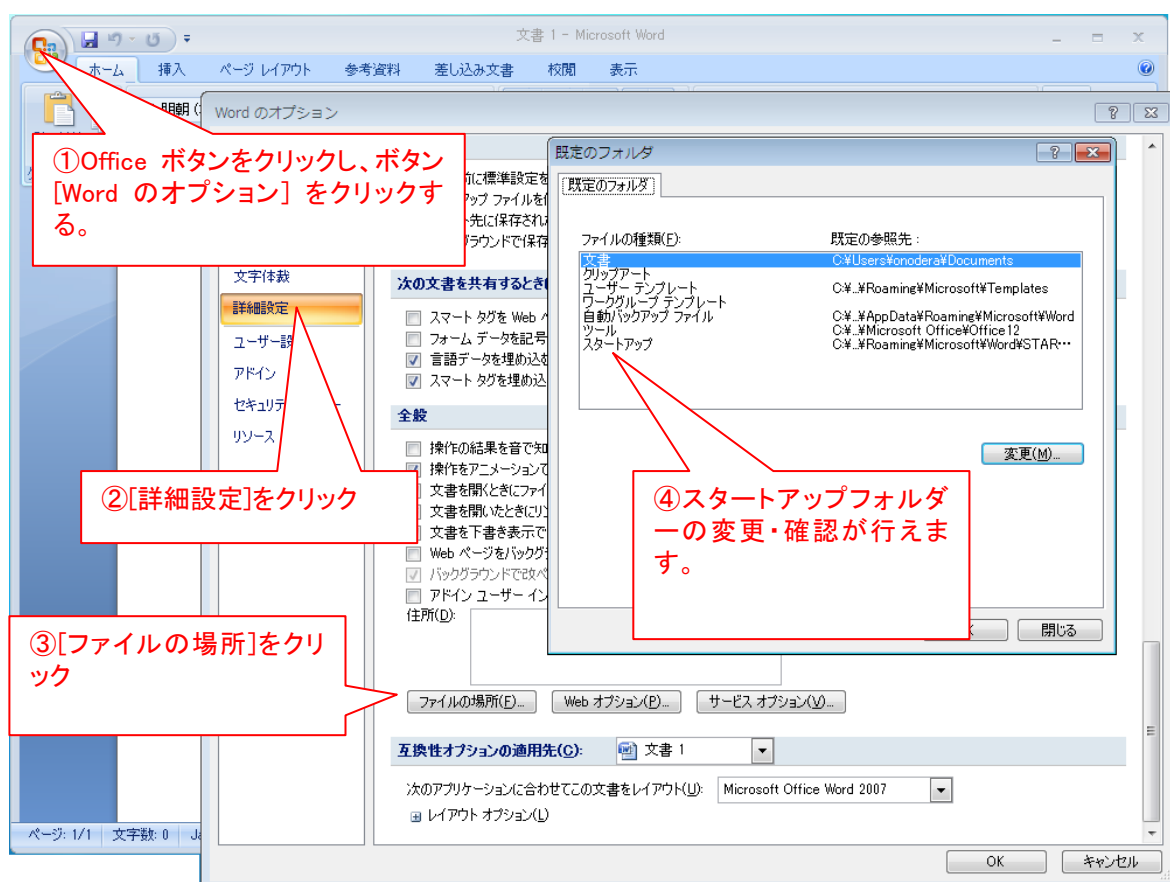 文書 1 - Microsoft Word
ホーム 挿入 ページ レイアウト 参考資料 差し込み文書 校閲 表示
Word のオプション
①Office ボタンをクリックし、ボタン
[Word のオプション] をクリックす
る。
文字体裁
詳細設定
アドイン
リソース
②[詳細設定]をクリック
③[ファイルの場所]をクリ
ック
次の文書を共有するとき
スマート タグを Web
フォーム データを記号
言語データを埋め込む
スマート タグを埋め込
全般
操作の結果を音で知
操作をアニメーションで
文書を開くときにファイ
文書を開いたときにリン
文書を下書き表示で
Web ページをバックグ
バックグラウンドで改ペ
アドイン ユーザー イン
住所(D):
ファイルの場所(F)... Web オプション(P)... サービス オプション(V)...
互換性オプションの適用先(C): 文書 1
次のアプリケーションに合わせてこの文書をレイアウト(U): Microsoft Office Word 2007
レイアウト オプション(L)
OK キャンセル
既定のフォルダ
既定のフォルダ
ファイルの種類(F): 既定の参照先 :
文書 C:¥Users¥onodera¥Documents
クリップアート
ユーザー テンプレート C:¥...¥Roaming¥Microsoft¥Templates
ワークグループ テンプレート
自動バックアップ ファイル C:¥...¥AppData¥Roaming¥Microsoft¥Word
ツール C:¥...¥Microsoft Office¥Office12
スタートアップ C:¥...¥Roaming¥Microsoft¥Word¥STAR…
変更(M)...
④スタートアップフォルダ
ーの変更・確認が行えま
す。
閉じる
ページ: 1/1 文字数: 0